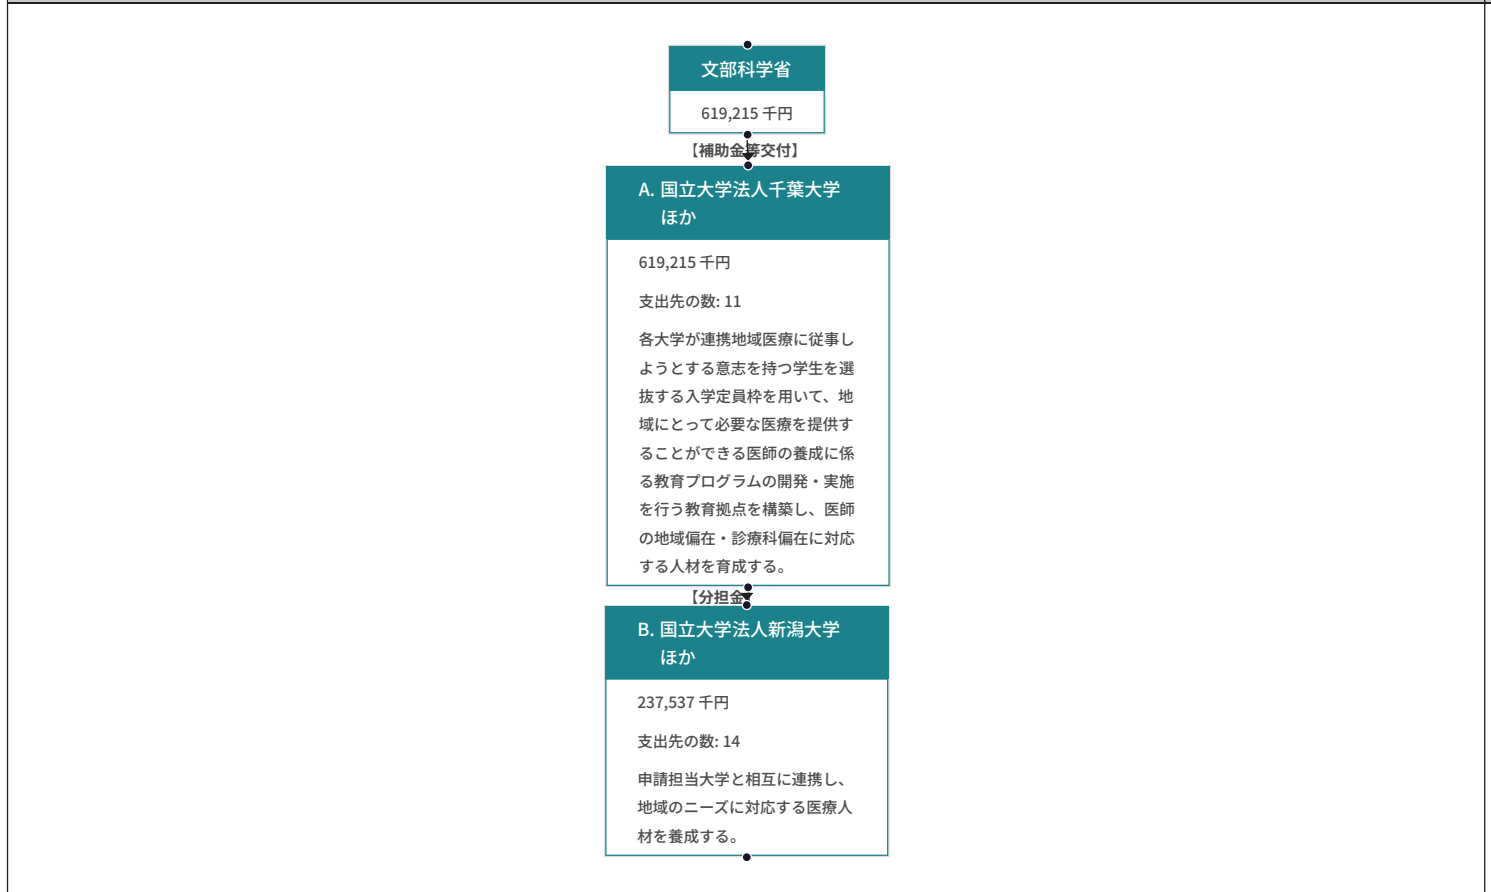 文部科学省
619,215 千円
【補助金等交付】
A. 国立大学法人千葉大学
ほか
619,215 千円
支出先の数: 11
各大学が連携地域医療に従事し
ようとする意志を持つ学生を選
抜する入学定員枠を用いて、地
域にとって必要な医療を提供す
ることができる医師の養成に係
る教育プログラムの開発・実施
を行う教育拠点を構築し、医師
の地域偏在・診療科偏在に対応
する人材を育成する。
【分担金
B. 国立大学法人新潟大学
ほか
237,537 千円
支出先の数: 14
申請担当大学と相互に連携し、
地域のニーズに対応する医療人
材を養成する。